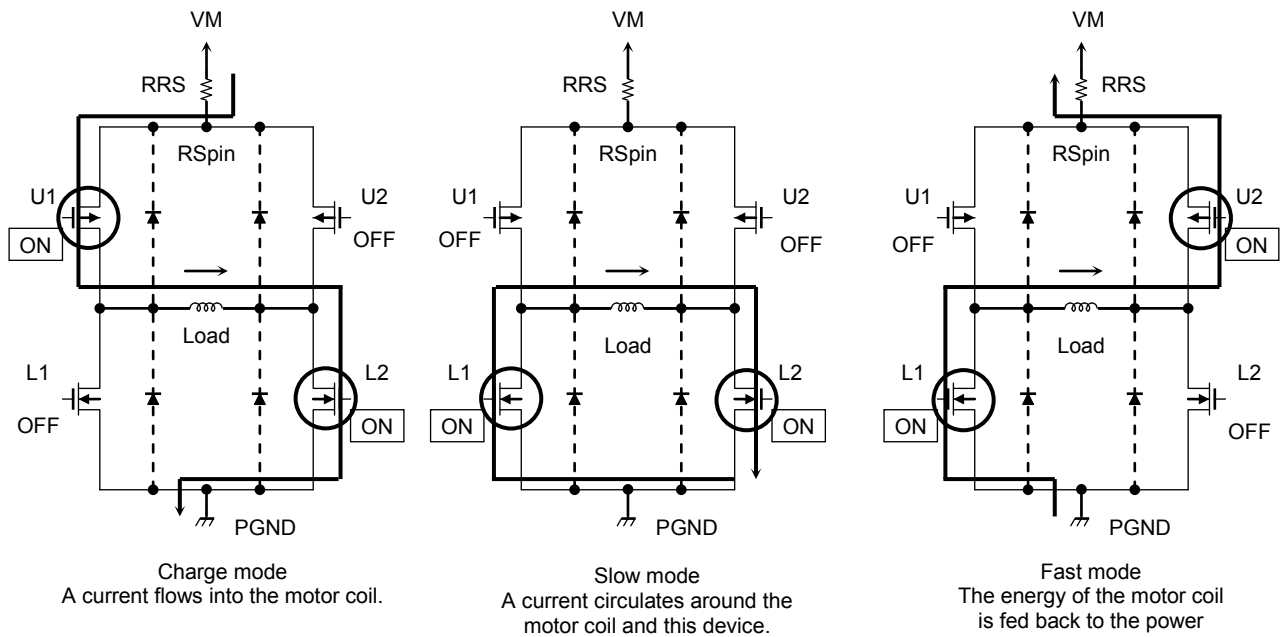 VM
RRS
RSpin
U1
U2
ON
OFF
Load
L1
L2
OFF
ON
PGND
Charge mode
A current flows into the motor coil.
VM
RRS
RSpin
U1
U2
OFF
OFF
Load
L1
L2
ON
ON
PGND
Slow mode
A current circulates around the
motor coil and this device.
VM
RRS
RSpin
U1
U2
OFF
ON
Load
L1
L2
ON
OFF
PGND
Fast mode
The energy of the motor coil
is fed back to the power